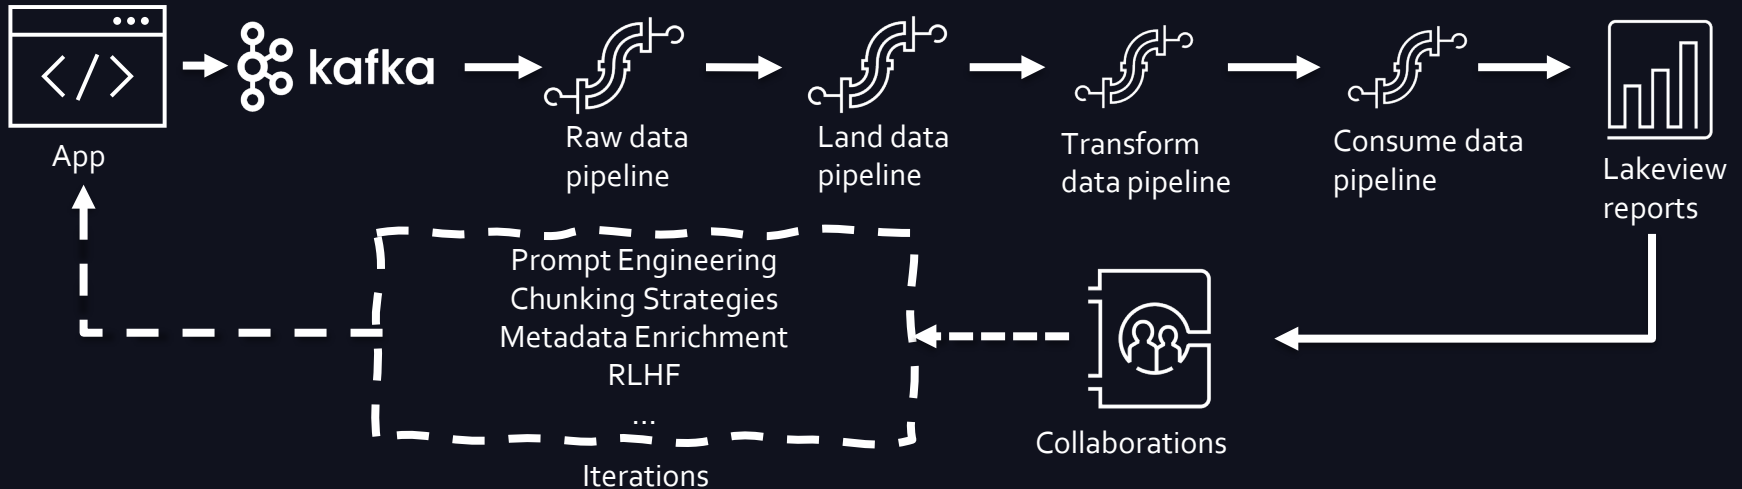 </>
App
kafka
Raw data
pipeline
Land data
pipeline
Transform
data pipeline
Consume data
pipeline
Lakeview
reports
Prompt Engineering
Chunking Strategies
Metadata Enrichment
RLHF
...
Iterations
Collaborations